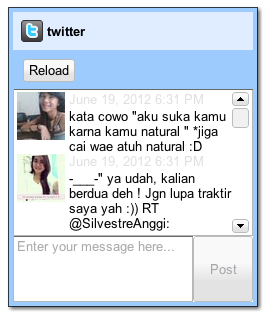 twitter
Reload
June 19, 2012 6:31 PM
kata cowo "aku suka kamu
karna kamu natural " *jiga
cai wae atuh natural :D
June 19, 2012 6:31 PM
-___-" ya udah, kalian
berdua deh ! Jgn lupa traktir
saya yah :)) RT
@SilvestreAnggi:
Enter your message here...
Post